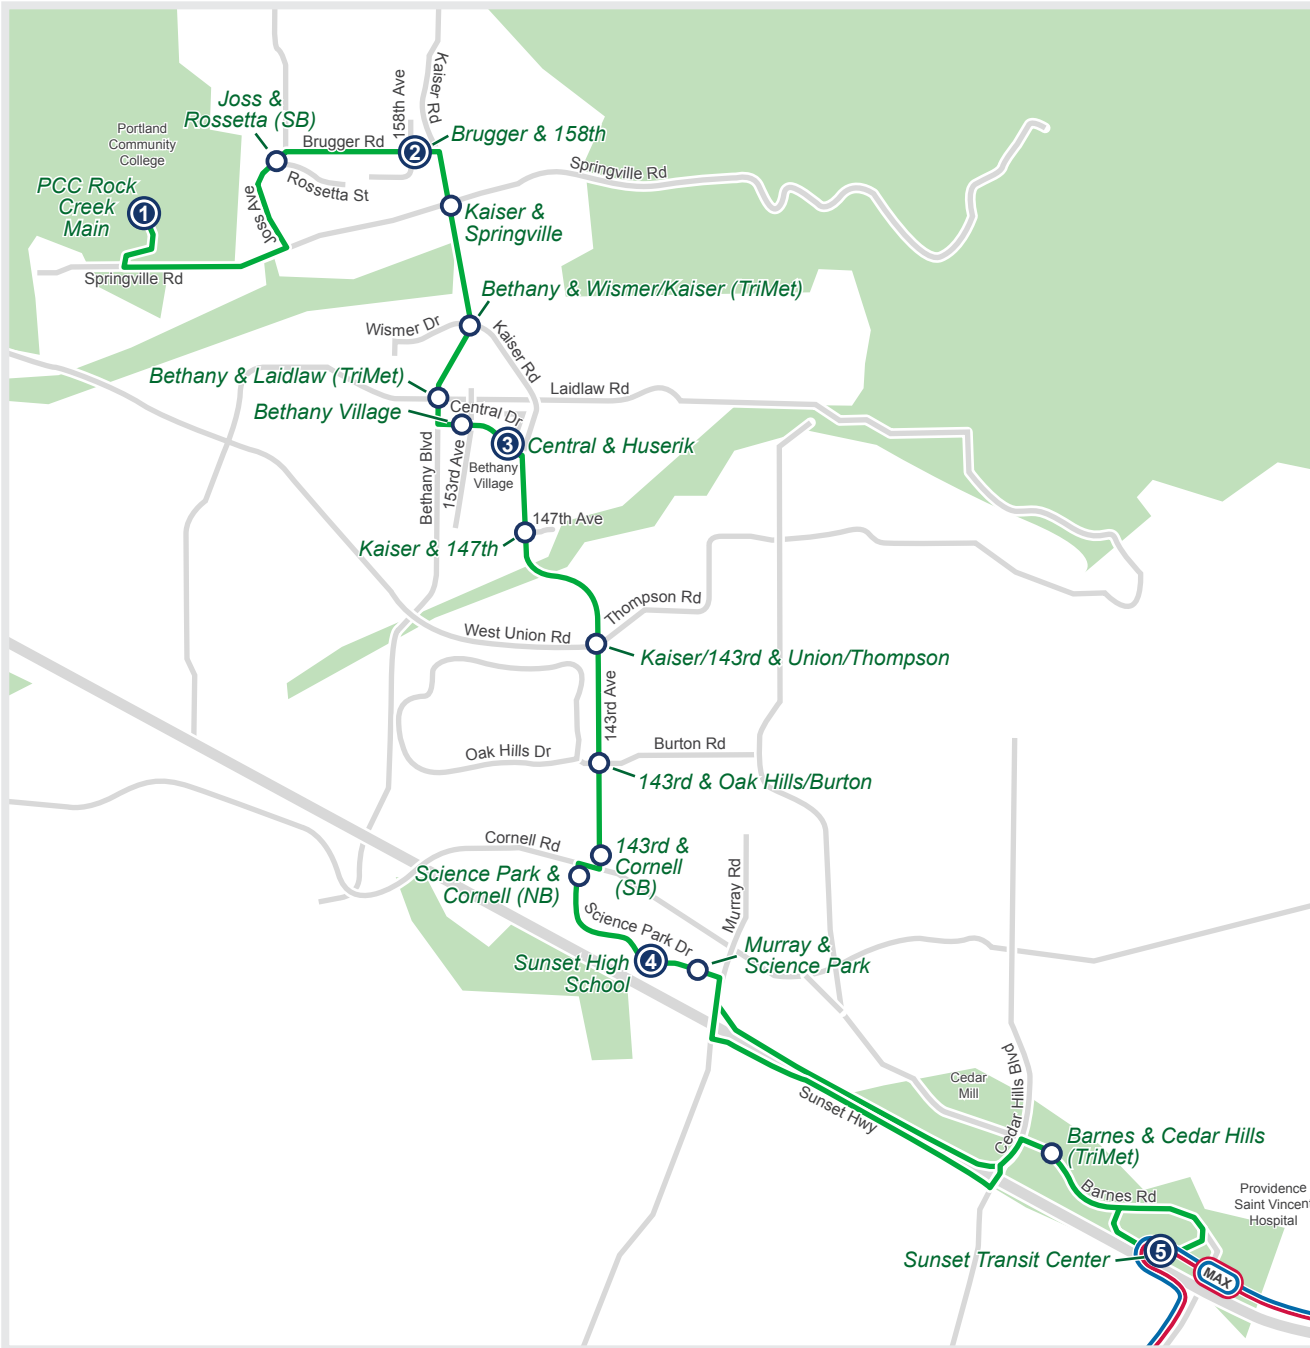 Kaiser Rd
158th Ave
Joss &
Rossetta (SB)
Portland
Community
College
Brugger Rd
2
Brugger & 158th
Springville Rd
PCC Rock
Creek
Main
1
Rossetta St
Joss Ave
Kaiser &
Springville
Springville Rd
Bethany & Wismer/Kaiser (TriMet)
Wismer Dr
Kaiser Rd
Bethany & Laidlaw (TriMet)
Laidlaw Rd
Bethany Village
Central Dr
3
Central & Huserik
Bethany Blvd
153rd Ave
Bethany
Village
147th Ave
Kaiser & 147th
Thompson Rd
West Union Rd
Kaiser/143rd & Union/Thompson
143rd Ave
Oak Hills Dr
Burton Rd
143rd & Oak Hills/Burton
Cornell Rd
143rd &
Cornell
(SB)
Science Park &
Cornell (NB)
Murray Rd
Science Park Dr
Murray &
Science Park
Sunset High
School
4
Sunset Hwy
Cedar
Mill
Cedar Hills Blvd
Barnes & Cedar Hills
(TriMet)
Barnes Rd
Providence
Saint Vincent
Hospital
Sunset Transit Center
5
MAX